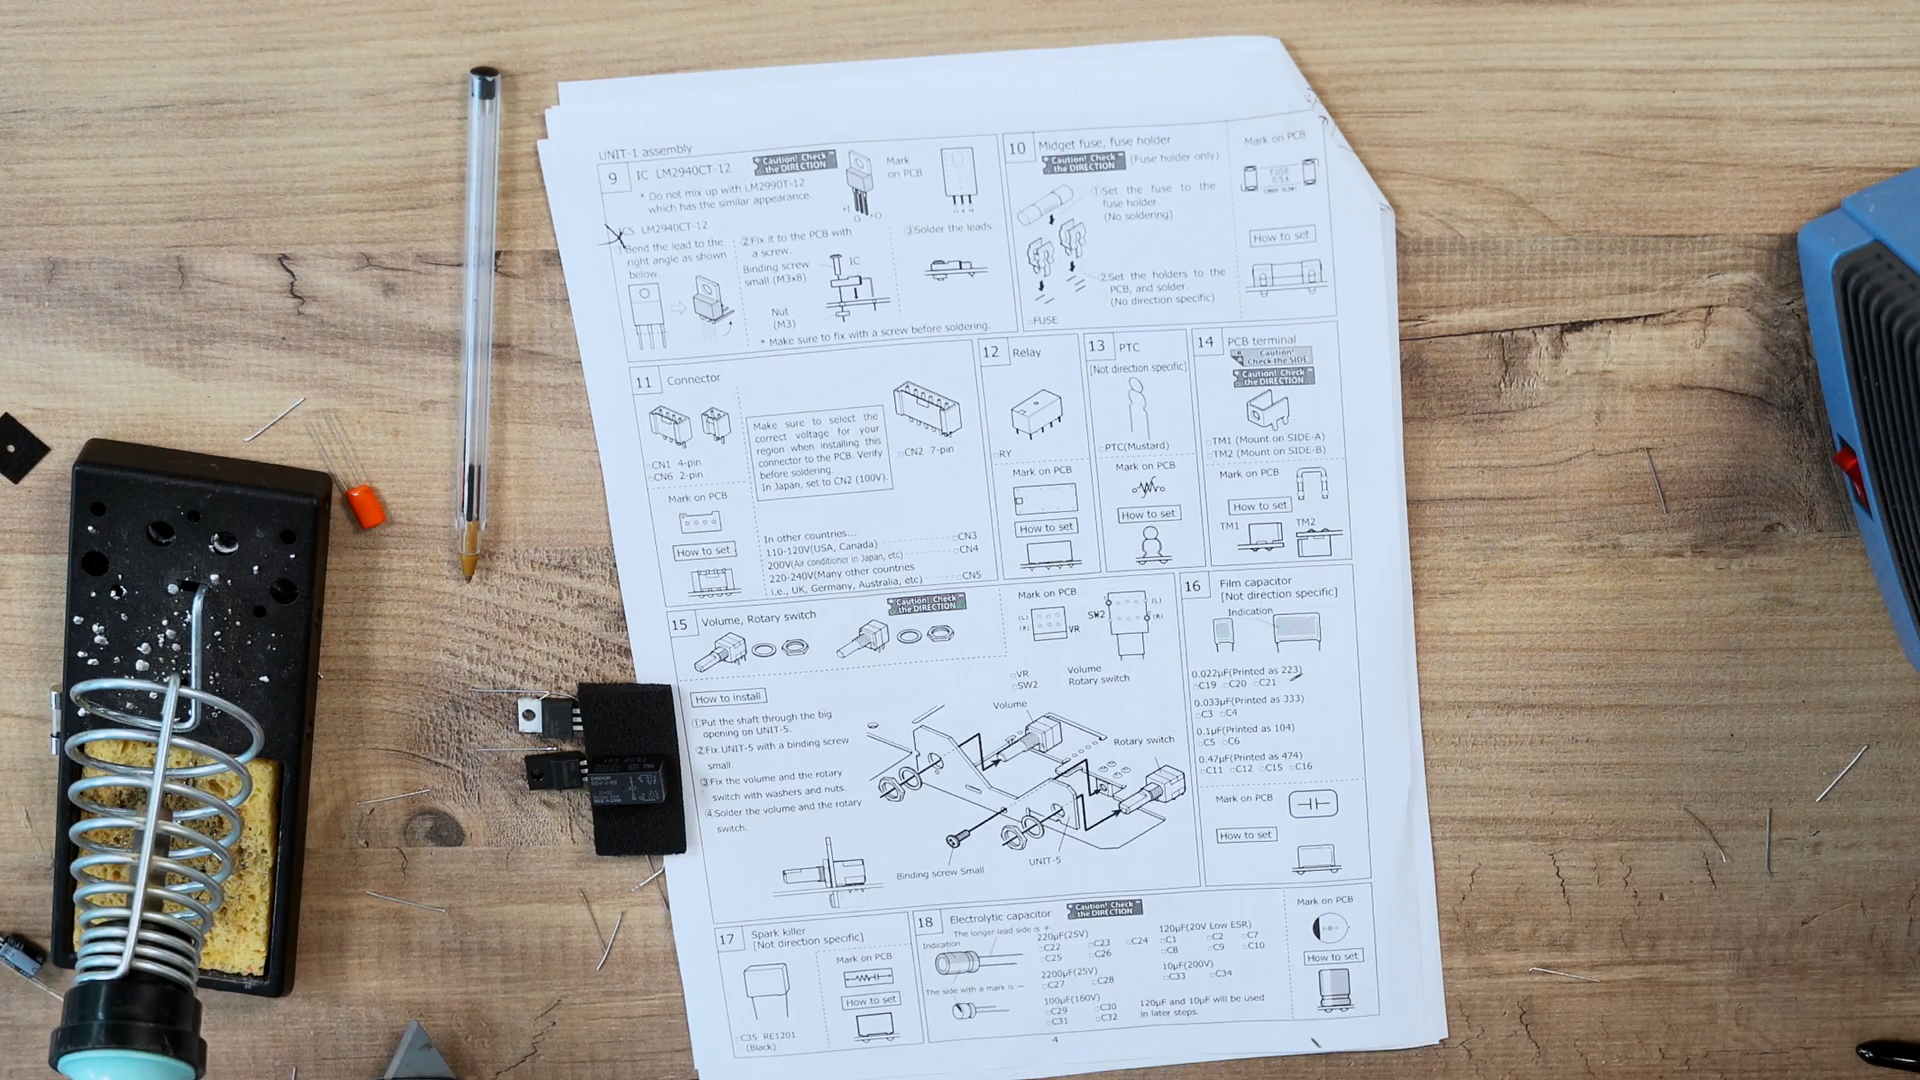 UNIT-1 assembly
9 IC LM2940CT-12
Caution! Check
the DIRECTION
* Do not mix up with LM2990T-12
which has the similar appearance.
Mark
on PCB
IC5 LM2940CT-12
Bend the lead to the
right angle as shown
below.
②Fix it to the PCB with
a screw.
Binding screw
small (M3x8)
IC
Nut
(M3)
③Solder the leads.
* Make sure to fix with a screw before soldering.
10 Midget fuse, fuse holder
Caution! Check
the DIRECTION
(Fuse holder only)
①Set the fuse to the
fuse holder.
(No soldering)
②Set the holders to the
PCB, and solder.
(No direction specific)
□FUSE
Mark on PCB
FUSE
0.5A
How to set
11 Connector
□CN1 4-pin
□CN6 2-pin
Mark on PCB
How to set
Make sure to select the
correct voltage for your
region when installing this
connector to the PCB. Verify
before soldering.
In Japan, set to CN2 (100V).
□CN2 7-pin
In other countries...
110-120V(USA, Canada) □CN3
200V(Air conditioner in Japan, etc) □CN4
220-240V(Many other countries
i.e., UK, Germany, Australia, etc) □CN5
12 Relay
□RY
Mark on PCB
How to set
13 PTC
[Not direction specific]
□PTC(Mustard)
Mark on PCB
How to set
14 PCB terminal
Caution!
Check the SIDE
Caution! Check
the DIRECTION
□TM1 (Mount on SIDE-A)
□TM2 (Mount on SIDE-B)
Mark on PCB
How to set
TM1 TM2
15 Volume, Rotary switch
Caution! Check
the DIRECTION
Mark on PCB
(L)
(R)
VR
SW2
(L)
(R)
□VR Volume
□SW2 Rotary switch
How to install
①Put the shaft through the big
opening on UNIT-5.
②Fix UNIT-5 with a binding screw
small.
③Fix the volume and the rotary
switch with washers and nuts.
④Solder the volume and the rotary
switch.
Volume
Rotary switch
UNIT-5
Binding screw Small
16 Film capacitor
[Not direction specific]
Indication
0.022μF(Printed as 223)
□C19 □C20 □C21
0.033μF(Printed as 333)
□C3 □C4
0.1μF(Printed as 104)
□C5 □C6
0.47μF(Printed as 474)
□C11 □C12 □C15 □C16
Mark on PCB
How to set
17 Spark killer
[Not direction specific]
□C35 RE1201
(Black)
Mark on PCB
How to set
18 Electrolytic capacitor
Caution! Check
the DIRECTION
The longer lead side is +
Indication
The side with a mark is −.
220μF(25V)
□C22 □C23 □C24
□C25 □C26
2200μF(25V)
□C27 □C28
100μF(160V)
□C29 □C30
□C31 □C32
120μF(20V Low ESR)
□C1 □C2 □C7
□C8 □C9 □C10
10μF(200V)
□C33 □C34
120μF and 10μF will be used
in later steps.
Mark on PCB
How to set
4